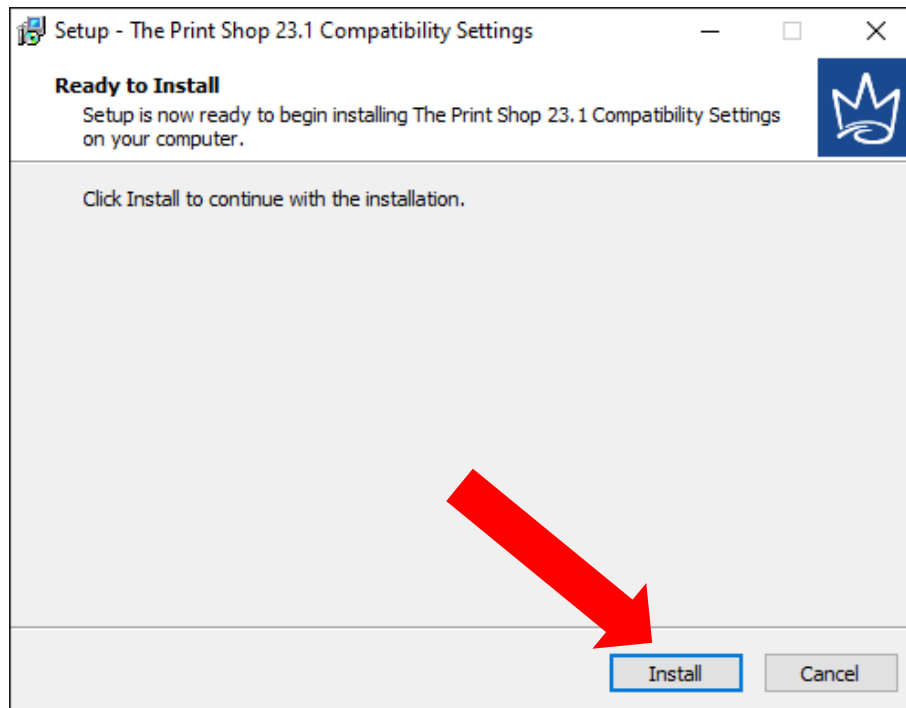 Setup - The Print Shop 23.1 Compatibility Settings
Ready to Install
Setup is now ready to begin installing The Print Shop 23.1 Compatibility Settings
on your computer.
Click Install to continue with the installation.
Install
Cancel